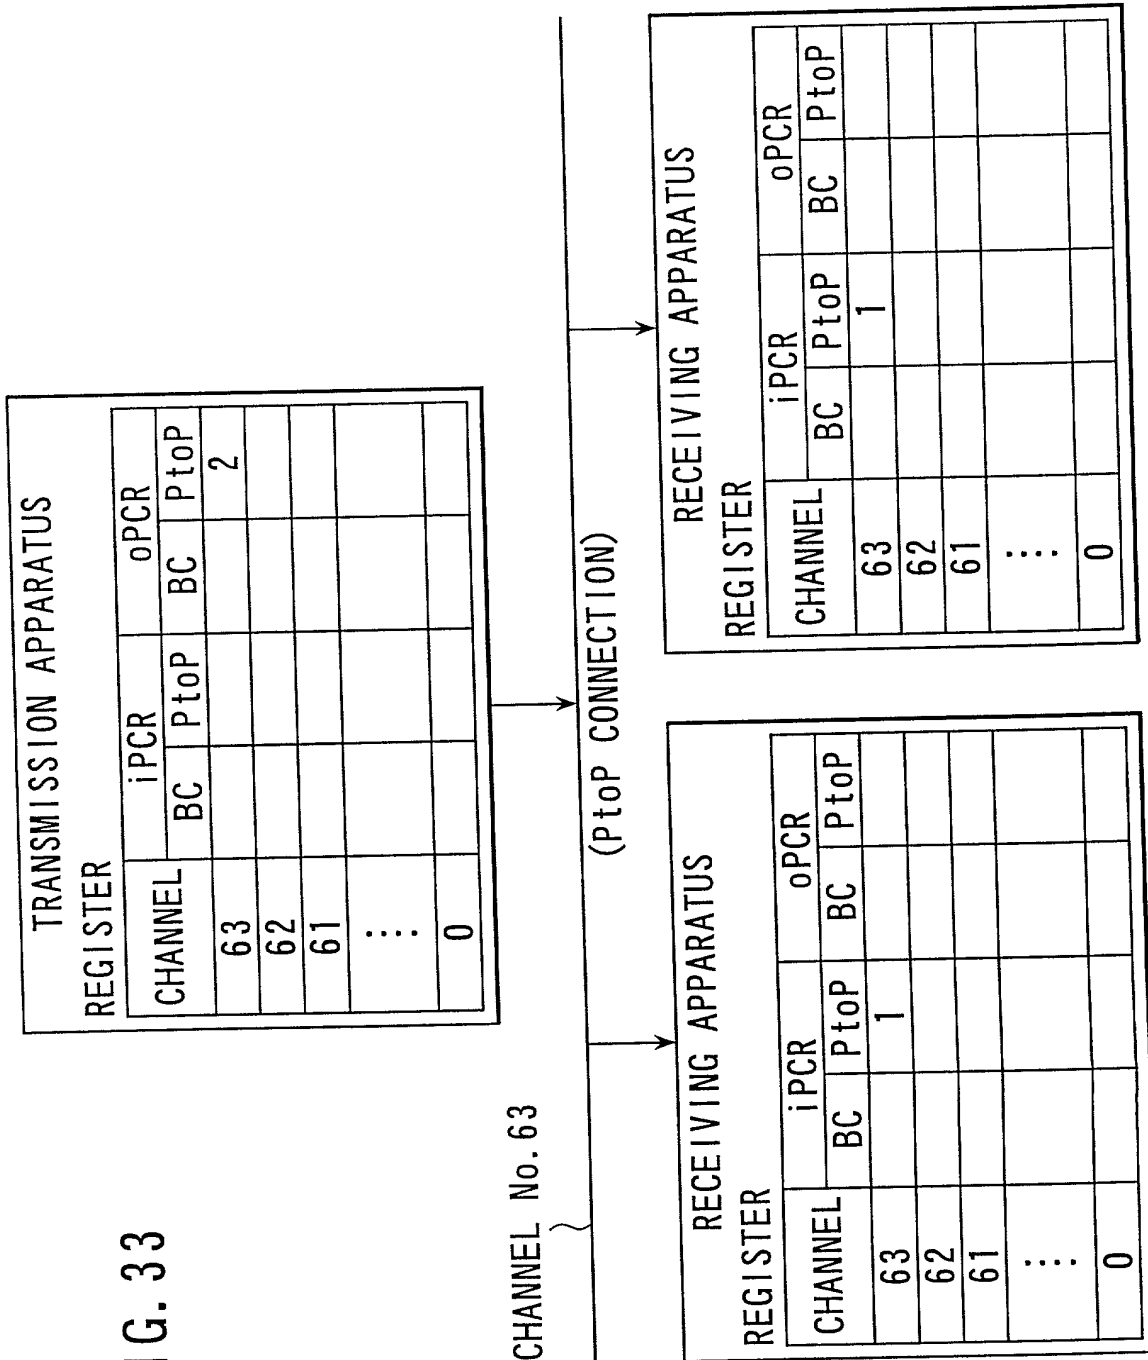 IG. 33
TRANSMISSION APPARATUS
REGISTER
CHANNEL iPCR oPCR
BC PtoP BC PtoP
63 2
62
61
⋮
0
CHANNEL No. 63
(PtoP CONNECTION)
RECEIVING APPARATUS
REGISTER
CHANNEL iPCR oPCR
BC PtoP BC PtoP
63 1
62
61
⋮
0
RECEIVING APPARATUS
REGISTER
CHANNEL iPCR oPCR
BC PtoP BC PtoP
63 1
62
61
⋮
0